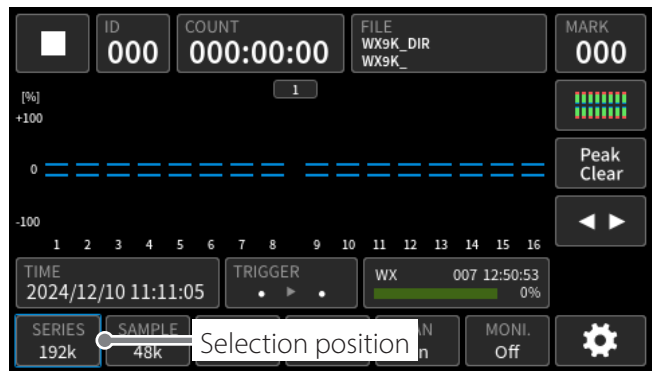 ID
000
COUNT
000:00:00
FILE
WX9K_DIR
WX9K_
MARK
000
[%]
1
+100
0
-100
Peak
Clear
1 2 3 4 5 6 7 8 9 10 11 12 13 14 15 16
TIME
2024/12/10 11:11:05
TRIGGER
WX 007 12:50:53
0%
SERIES
192k
SAMPLE
48k
Selection position
MONI.
Off